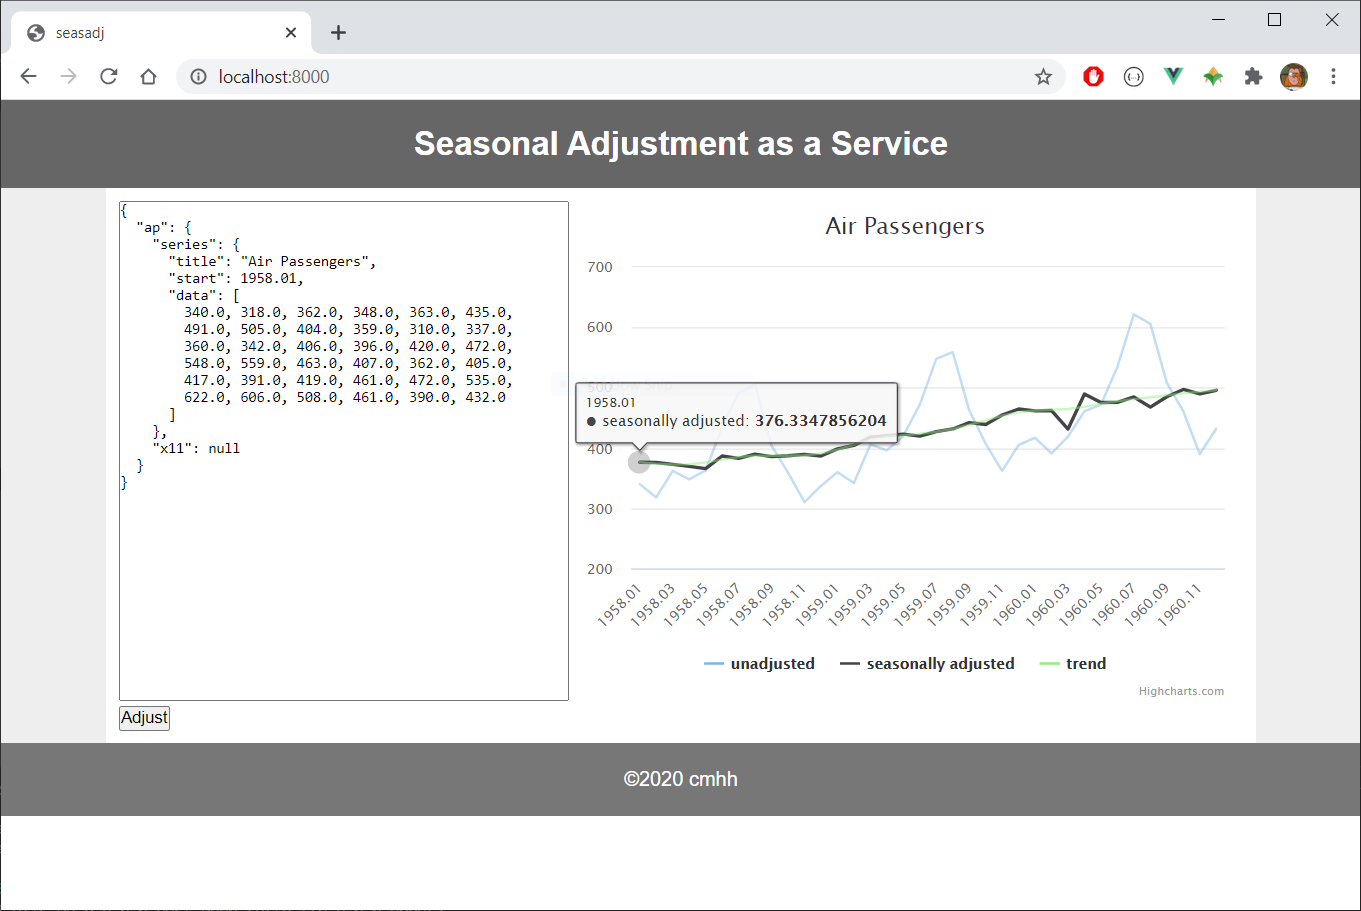 seasadj
localhost:8000
Seasonal Adjustment as a Service
{
  "ap": {
    "series": {
      "title": "Air Passengers",
      "start": 1958.01,
      "data": [
        340.0, 318.0, 362.0, 348.0, 363.0, 435.0,
        491.0, 505.0, 404.0, 359.0, 310.0, 337.0,
        360.0, 342.0, 406.0, 396.0, 420.0, 472.0,
        548.0, 559.0, 463.0, 407.0, 362.0, 405.0,
        417.0, 391.0, 419.0, 461.0, 472.0, 535.0,
        622.0, 606.0, 508.0, 461.0, 390.0, 432.0
      ]
    },
    "x11": null
  }
}
Adjust
Air Passengers
700
600
500
400
300
200
1958.01
● seasonally adjusted: 376.3347856204
1958.01 1958.03 1958.05 1958.07 1958.09 1958.11 1959.01 1959.03 1959.05 1959.07 1959.09 1959.11 1960.01 1960.03 1960.05 1960.07 1960.09 1960.11
unadjusted seasonally adjusted trend
Highcharts.com
©2020 cmhh